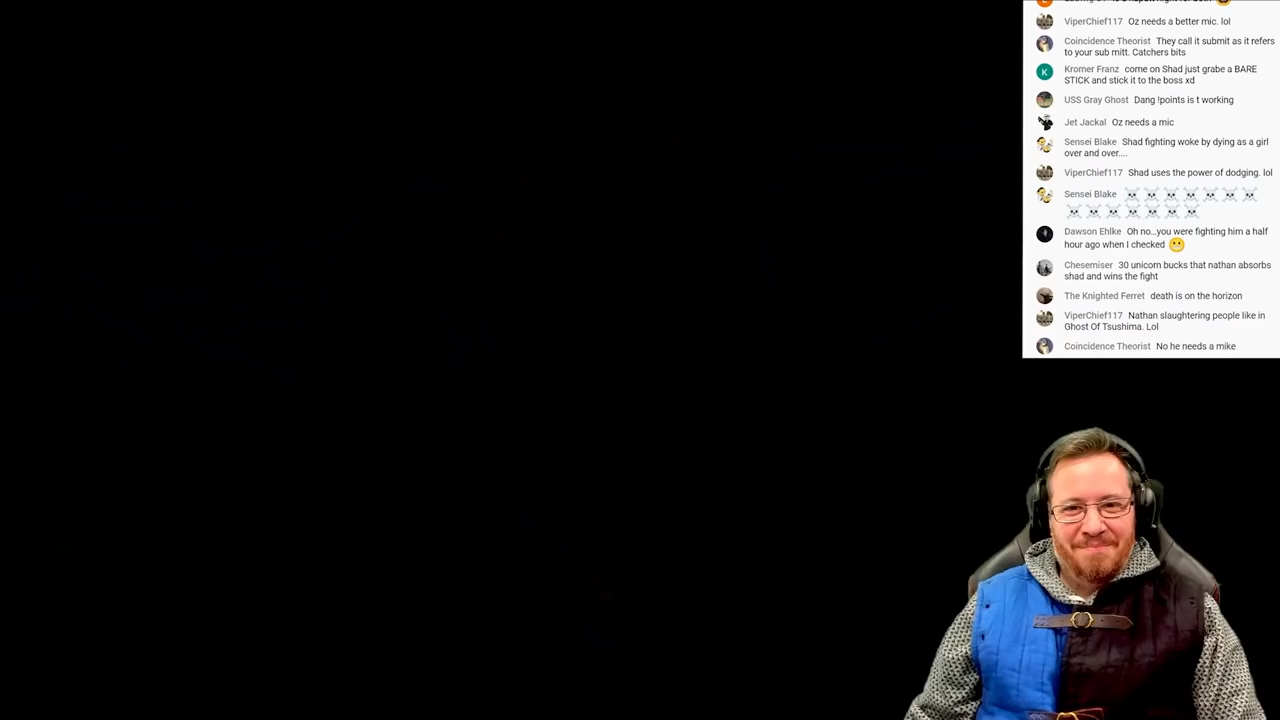 ViperChief117 Oz needs a better mic. lol
Coincidence Theorist They call it submit as it refers
to your sub mitt. Catchers bits
K
Kromer Franz come on Shad just grabe a BARE
STICK and stick it to the boss xd
USS Gray Ghost Dang !points is t working
Jet Jackal Oz needs a mic
Sensei Blake Shad fighting woke by dying as a girl
over and over....
ViperChief117 Shad uses the power of dodging. lol
Sensei Blake
Dawson Ehlke Oh no…you were fighting him a half
hour ago when I checked
Chesemiser 30 unicorn bucks that nathan absorbs
shad and wins the fight
The Knighted Ferret death is on the horizon
ViperChief117 Nathan slaughtering people like in
Ghost Of Tsushima. Lol
Coincidence Theorist No he needs a mike